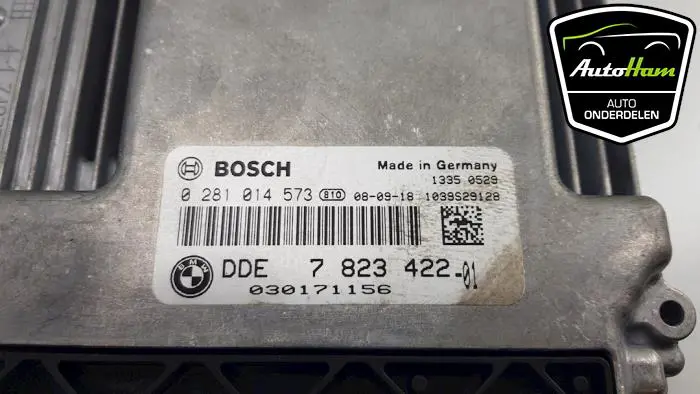 AutoHam
AUTO
ONDERDELEN
BOSCH Made in Germany
1335 0529
0 281 014 573 810 08-09-18 1039S29128
BMW DDE 7 823 422-01
030171156